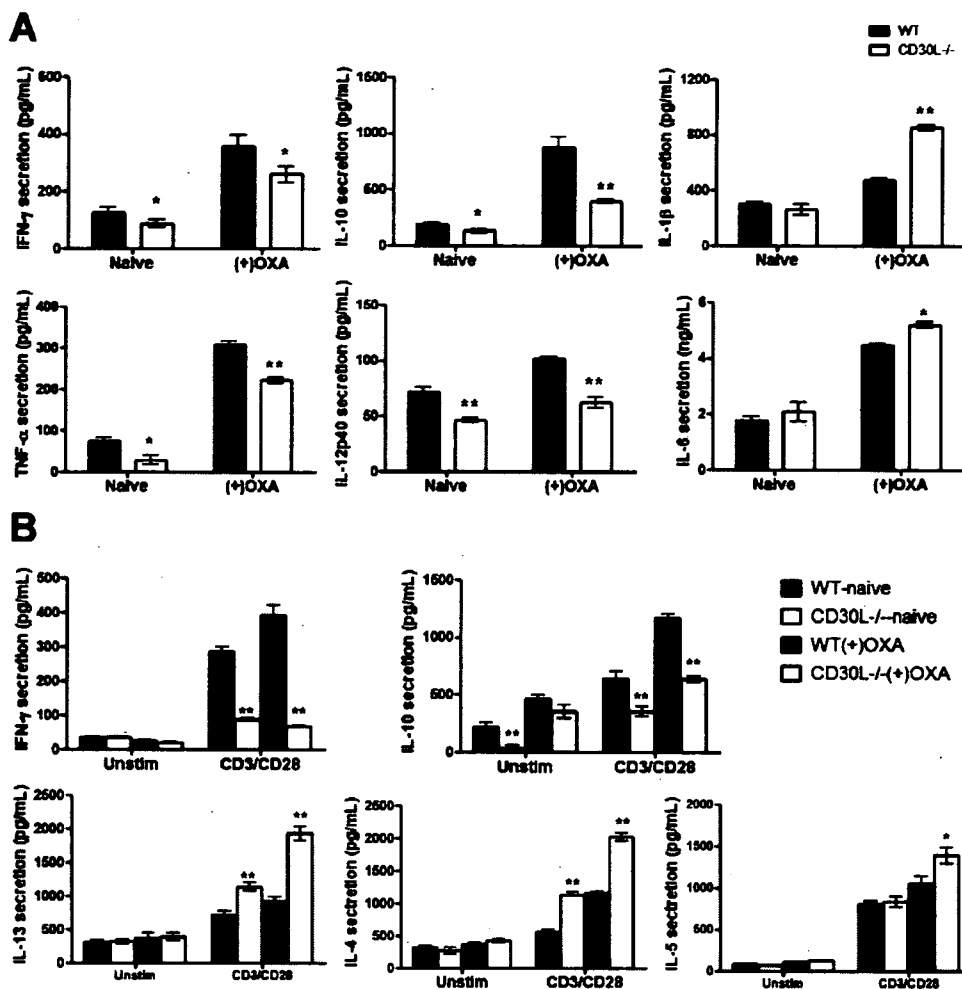 A
WT
CD30L-/-
IFN-γ secretion (pg/mL)
600
400
200
0
* *
Naive (+)OXA
IL-10 secretion (pg/mL)
1500
1000
500
0
* **
Naive (+)OXA
IL-1β secretion (pg/mL)
1200
800
400
0
**
Naive (+)OXA
TNF-α secretion (pg/mL)
300
0
* **
Naive (+)OXA
IL-12p40 secretion (pg/mL)
150
100
50
0
** **
Naive (+)OXA
IL-6 secretion (ng/mL)
6
4
2
0
*
Naive (+)OXA
B
IFN-γ secretion (pg/mL)
500
400
300
200
100
0
** **
Unstim CD3/CD28
IL-10 secretion (pg/mL)
1500
1000
500
0
** ** **
Unstim CD3/CD28
WT-naive
CD30L-/--naive
WT(+)OXA
CD30L-/-(+)OXA
IL-13 secretion (pg/mL)
2500
2000
1500
1000
500
0
** **
Unstim CD3/CD28
IL-4 sectretion (pg/mL)
2500
2000
1500
1000
500
0
** **
Unstim CD3/CD28
IL-5 sectretion (pg/mL)
2000
1500
1000
500
0
*
Unstim CD3/CD28